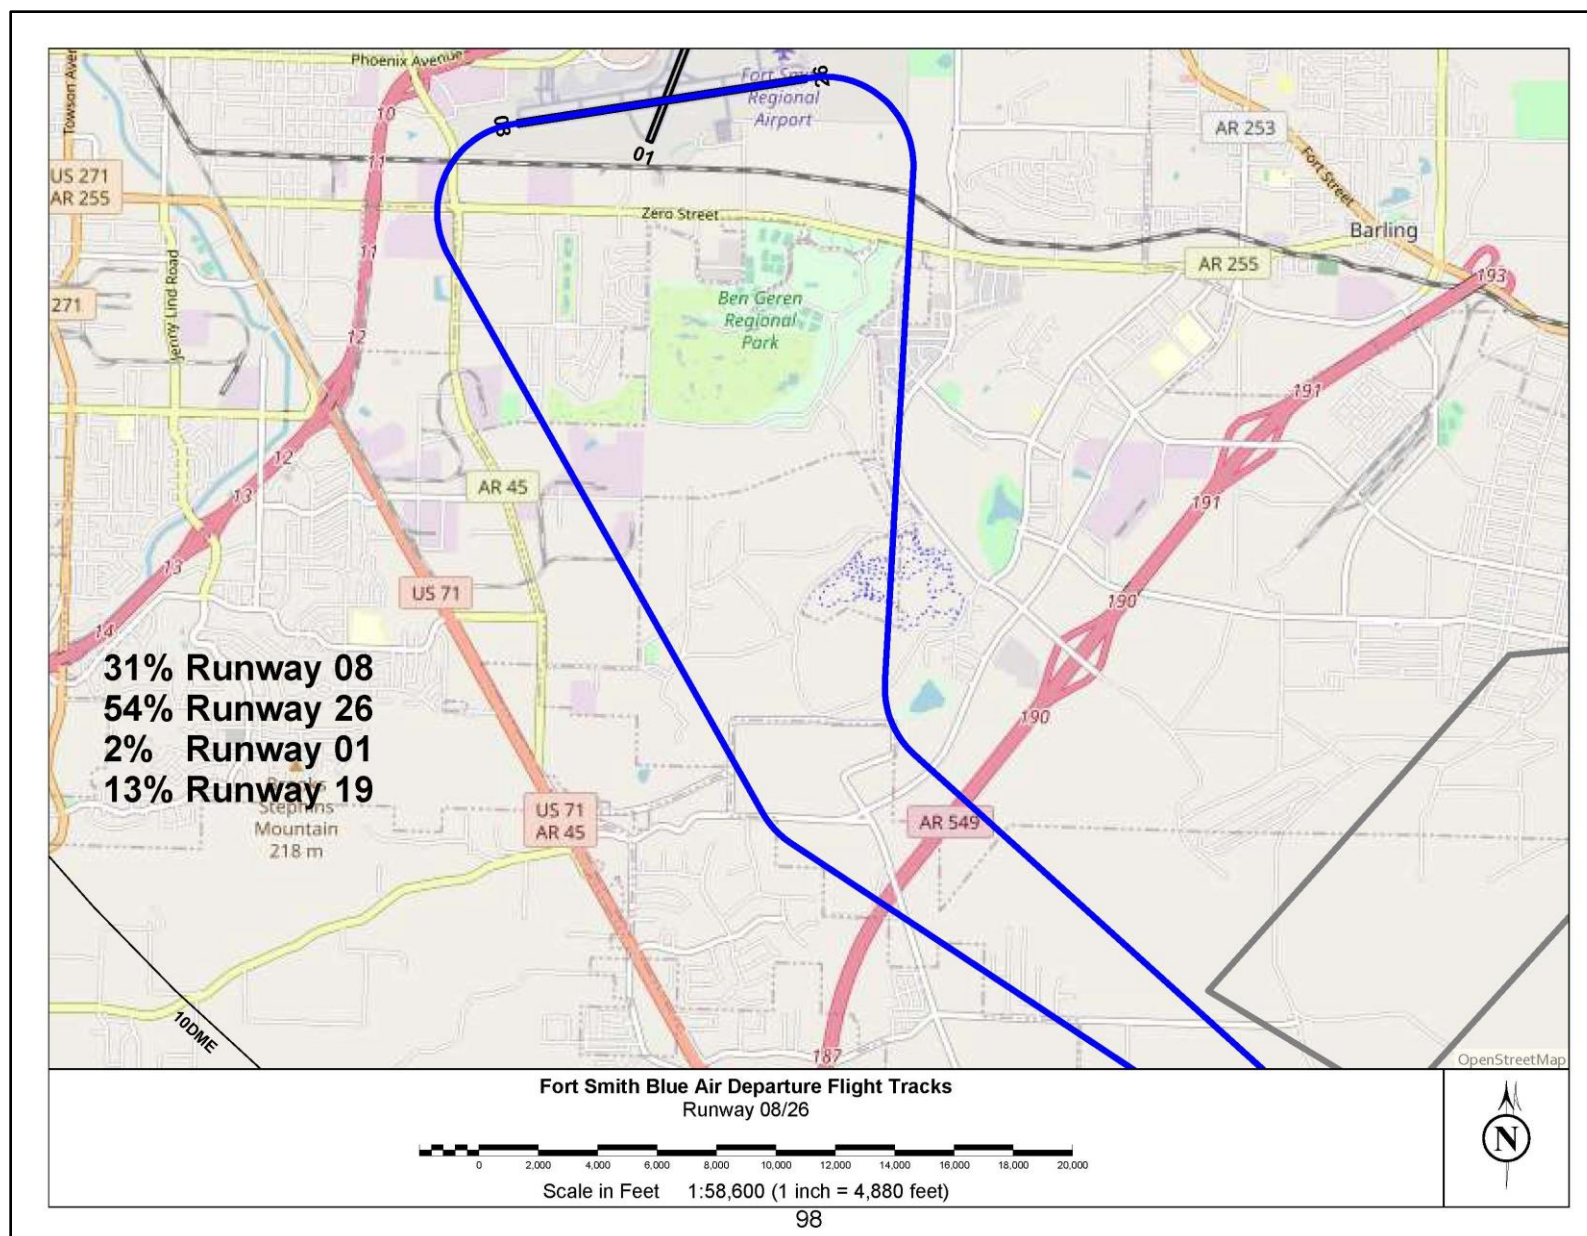 Phoenix Avenue
Towson Aven
10
26
Fort Smith
Regional
Airport
08
01
11
AR 253
Fort Street
US 271
AR 255
Zero Street
Barling
11
AR 255
193
Jenny Lind Road
271
Ben Geren
Regional
Park
12
191
12
13
AR 45
191
13
US 71
190
14
31% Runway 08
54% Runway 26
2% Runway 01
13% Runway 19
190
Stephins
Mountain
218 m
US 71
AR 45
AR 549
10DME
187
OpenStreetMap
Fort Smith Blue Air Departure Flight Tracks
Runway 08/26
0 2,000 4,000 6,000 8,000 10,000 12,000 14,000 16,000 18,000 20,000
Scale in Feet 1:58,600 (1 inch = 4,880 feet)
N
98